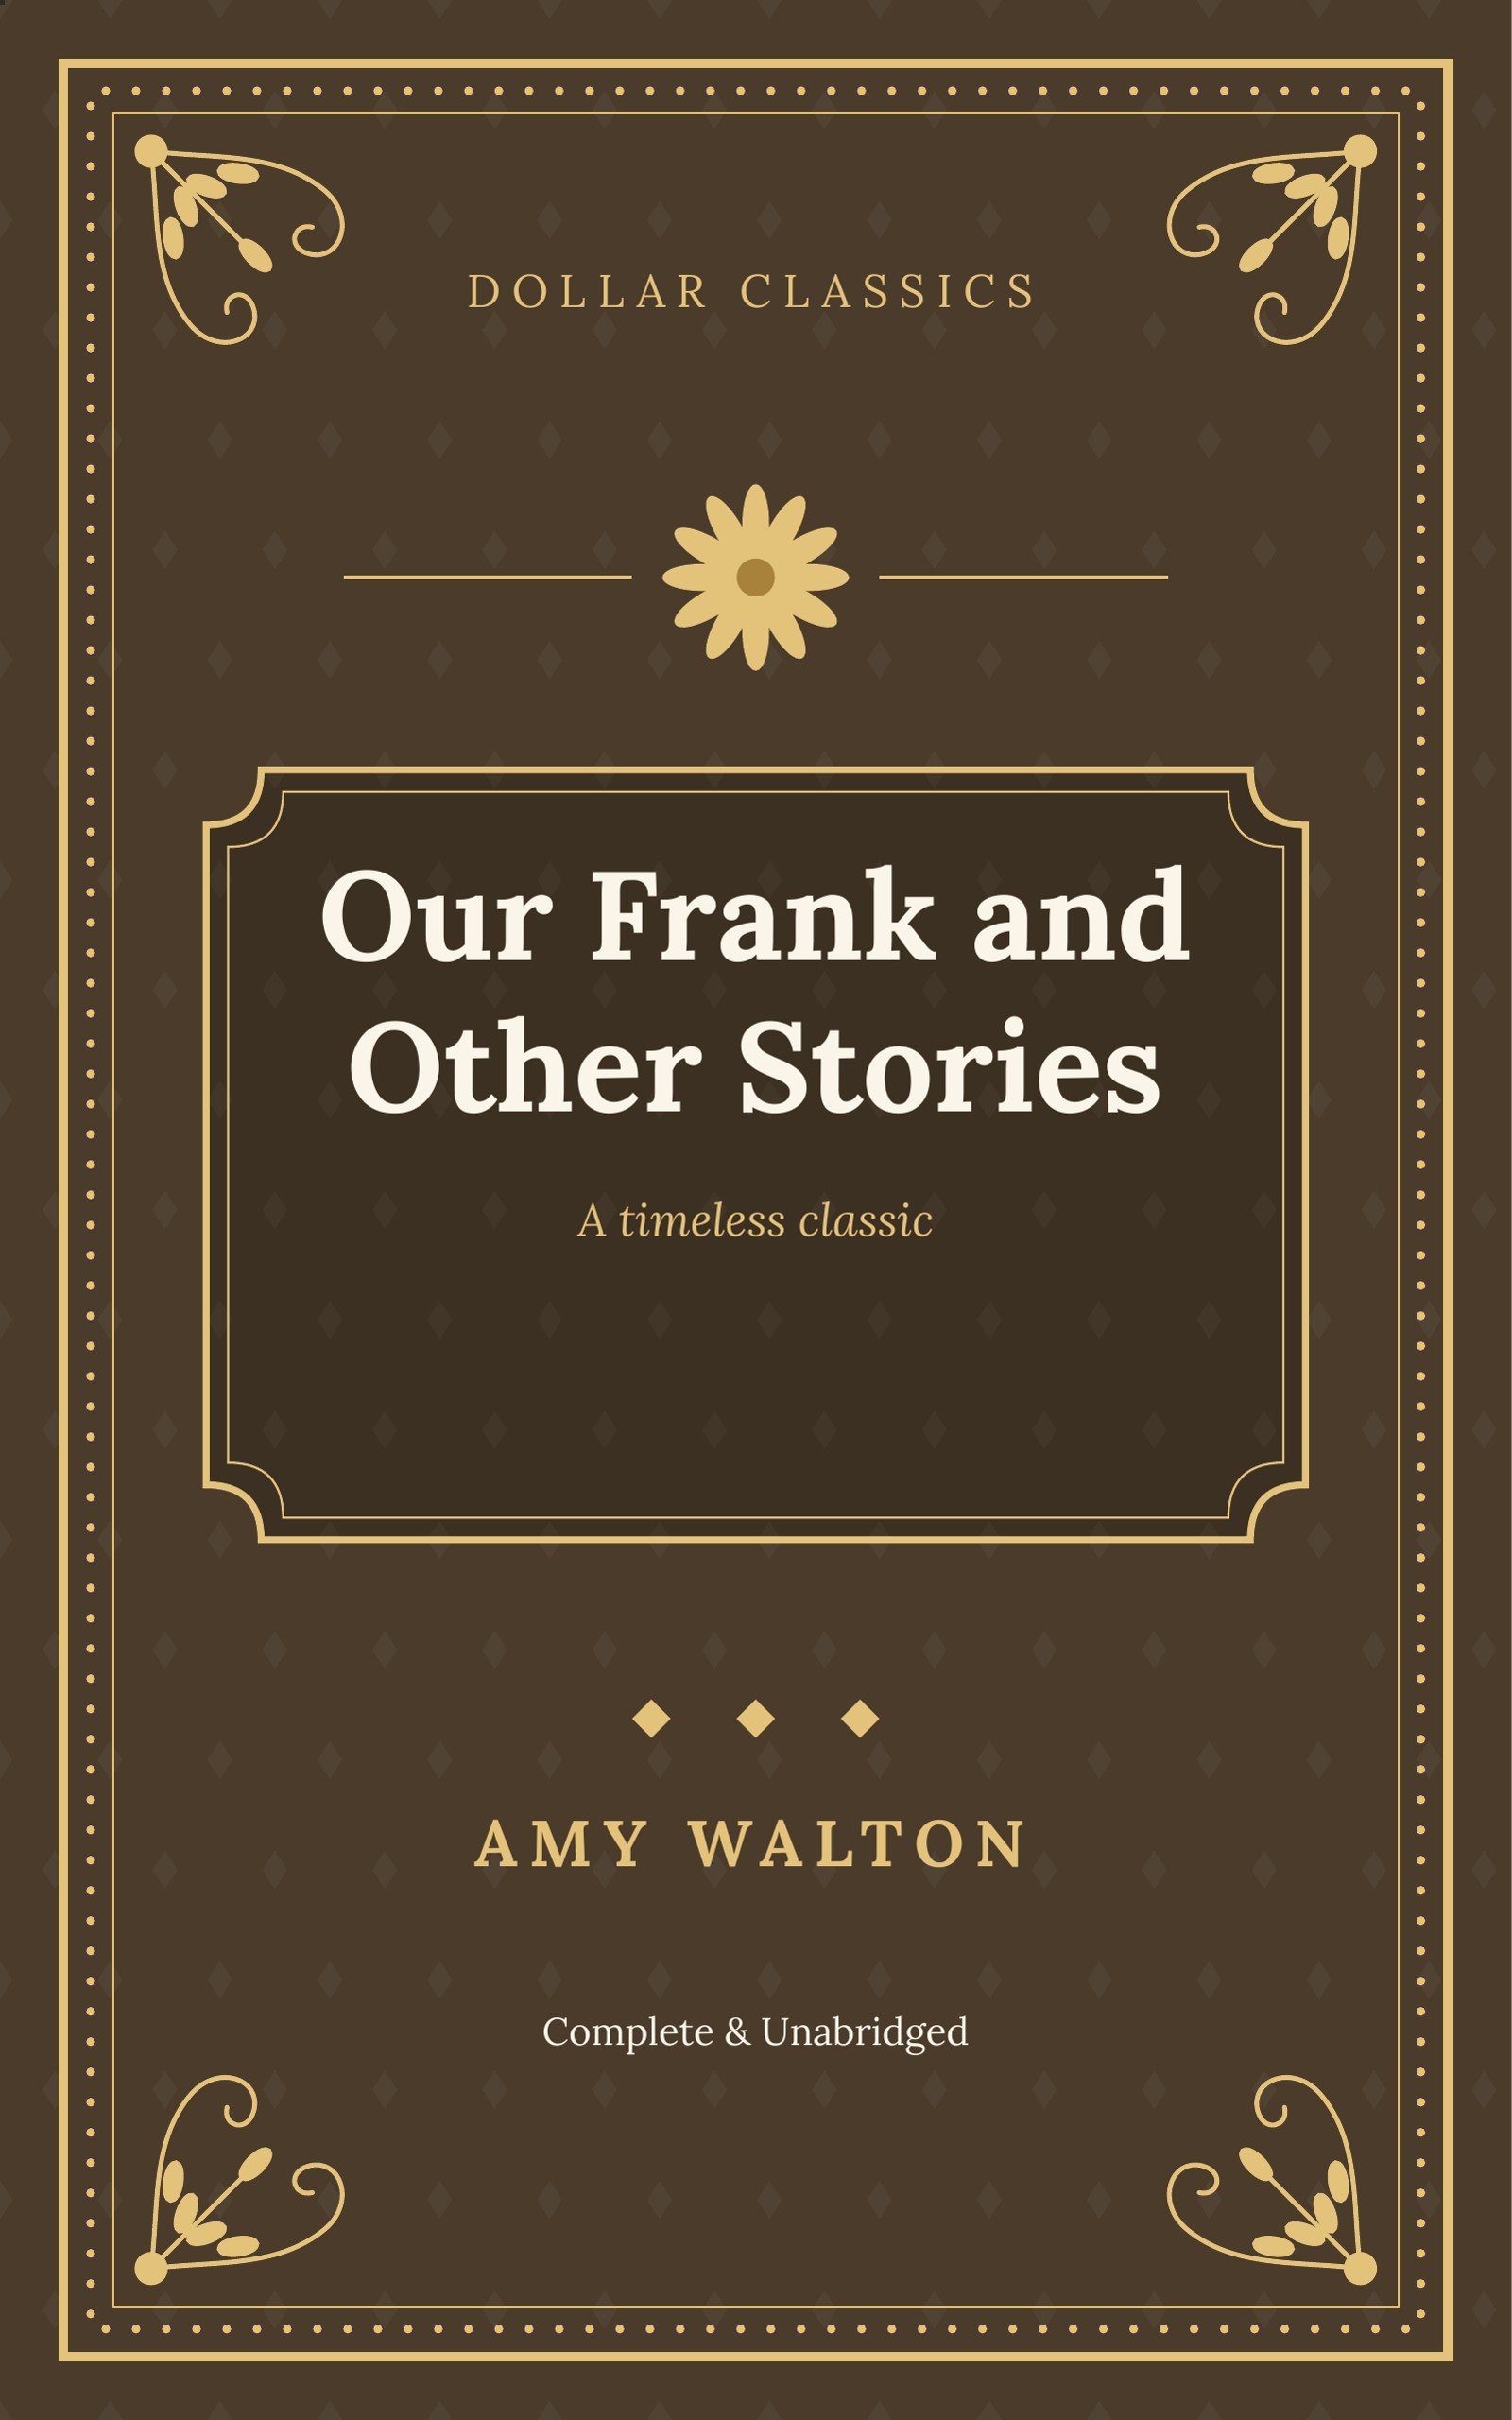 DOLLAR CLASSICS
Our Frank and
Other Stories
A timeless classic
AMY WALTON
Complete & Unabridged